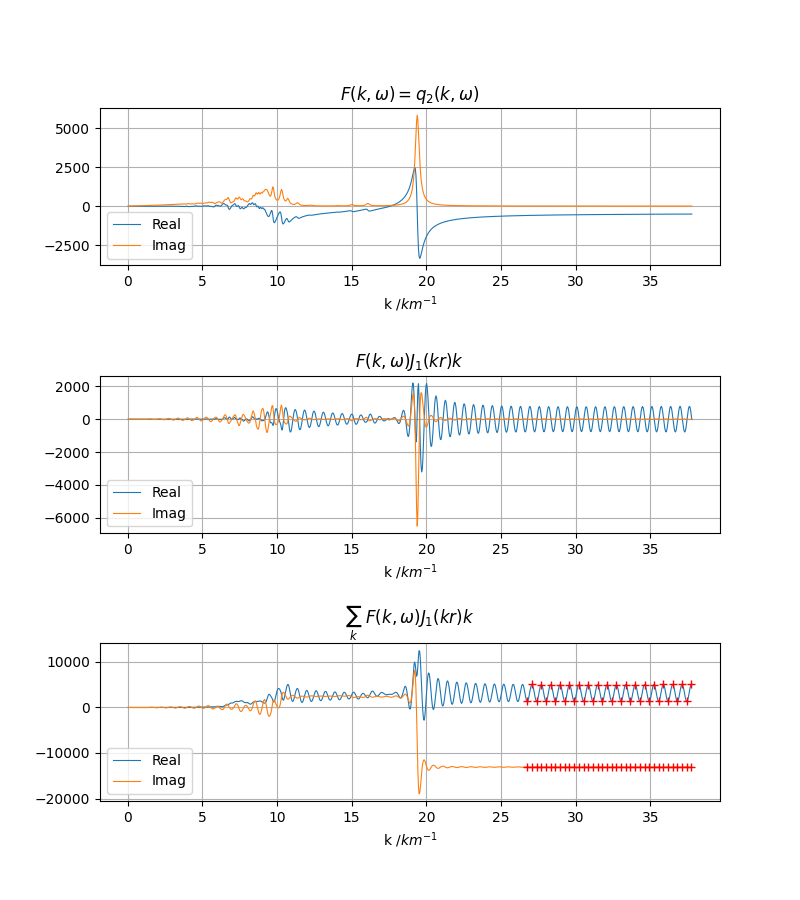 F(k, ω) = q₂(k, ω)
5000
2500
0
−2500
Real
Imag
0 5 10 15 20 25 30 35
k /km⁻¹
F(k, ω)J₁(kr)k
2000
0
−2000
−4000
−6000
Real
Imag
0 5 10 15 20 25 30 35
k /km⁻¹
∑ₖ F(k, ω)J₁(kr)k
10000
0
−10000
−20000
Real
Imag
0 5 10 15 20 25 30 35
k /km⁻¹